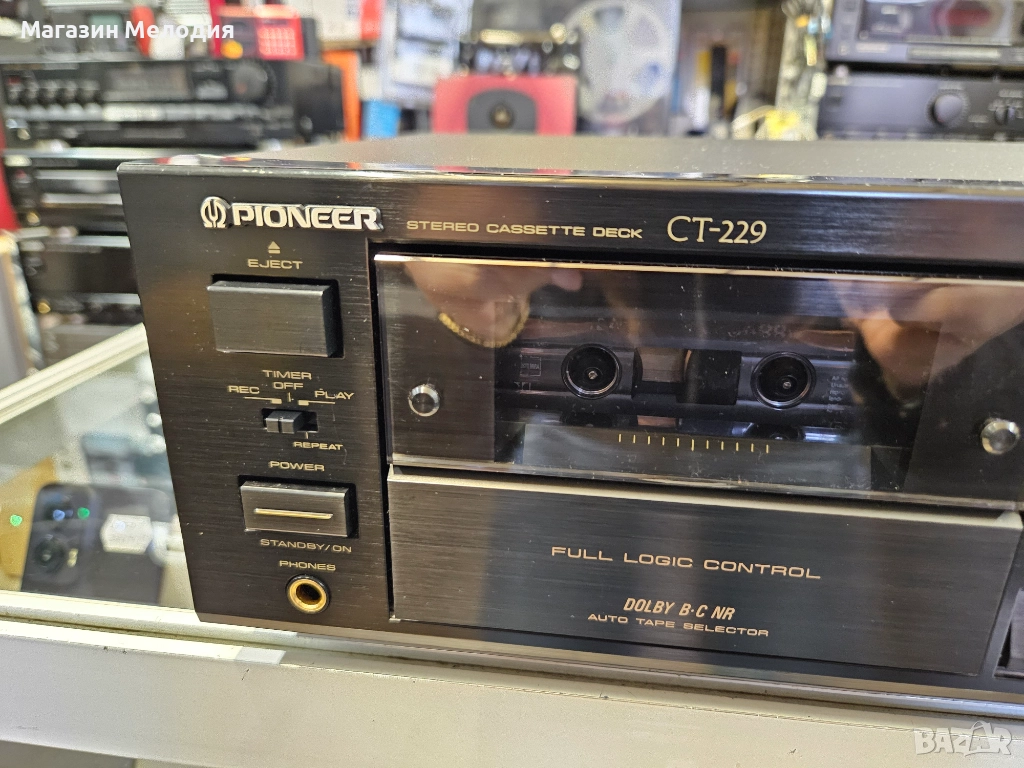 Магазин Мелодия
PIONEER
STEREO CASSETTE DECK CT-229
EJECT
TIMER
OFF
REC PLAY
REPEAT
POWER
STANDBY/ON
PHONES
FULL LOGIC CONTROL
DOLBY B·C NR
AUTO TAPE SELECTOR
BAZAR